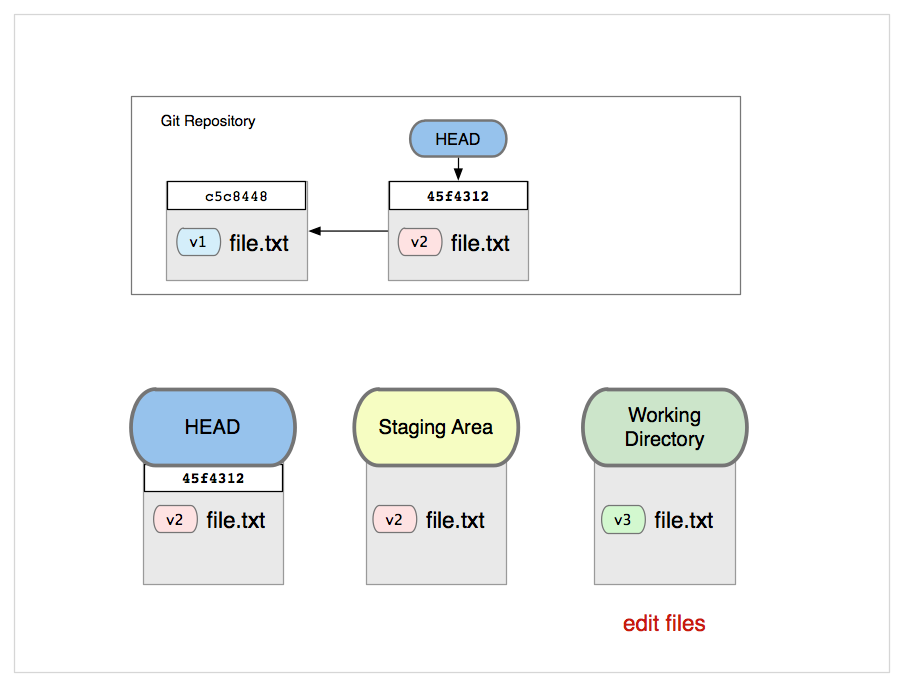 Git Repository
HEAD
c5c8448
45f4312
v1 file.txt
v2 file.txt
HEAD
Staging Area
Working
Directory
45f4312
v2 file.txt
v2 file.txt
v3 file.txt
edit files